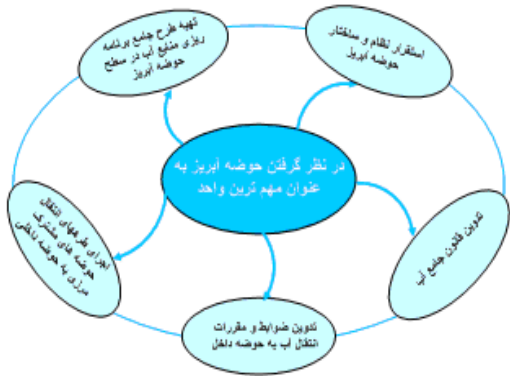 تهیه طرح جامع برنامه
ریزی منابع آب در سطح
حوضه آبریز
استقرار نظام و ساختار
حوضه آبریز
در نظر گرفتن حوضه آبریز به
عنوان مهم ترین واحد
تدوین قانون جامع آب
اجرای طرحهای انتقال
حوضه های مشترک
مرزی به حوضه داخلی
تدوین ضوابط و مقررات
انتقال آب به حوضه داخل